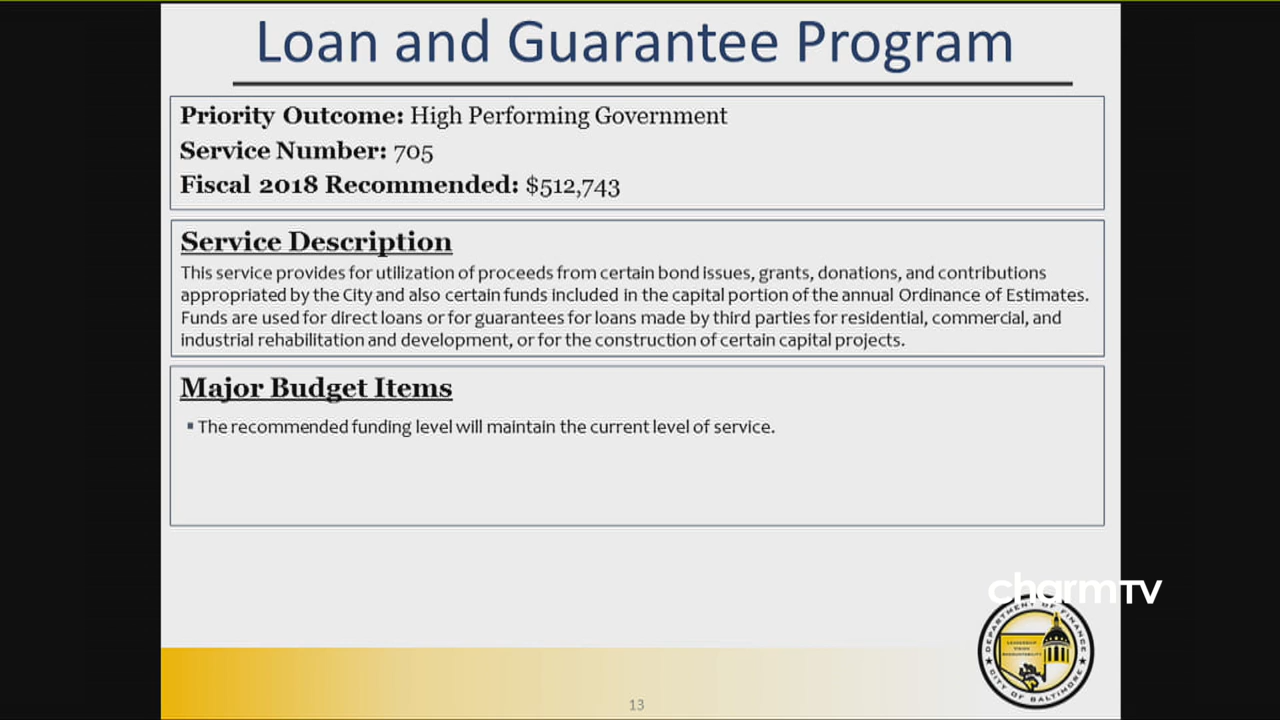 Loan and Guarantee Program
Priority Outcome: High Performing Government
Service Number: 705
Fiscal 2018 Recommended: $512,743
Service Description
This service provides for utilization of proceeds from certain bond issues, grants, donations, and contributions
appropriated by the City and also certain funds included in the capital portion of the annual Ordinance of Estimates.
Funds are used for direct loans or for guarantees for loans made by third parties for residential, commercial, and
industrial rehabilitation and development, or for the construction of certain capital projects.
Major Budget Items
▪ The recommended funding level will maintain the current level of service.
charmTV
DEPARTMENT OF FINANCE
LEADERSHIP
VISION
ACCOUNTABILITY
CITY OF BALTIMORE
13